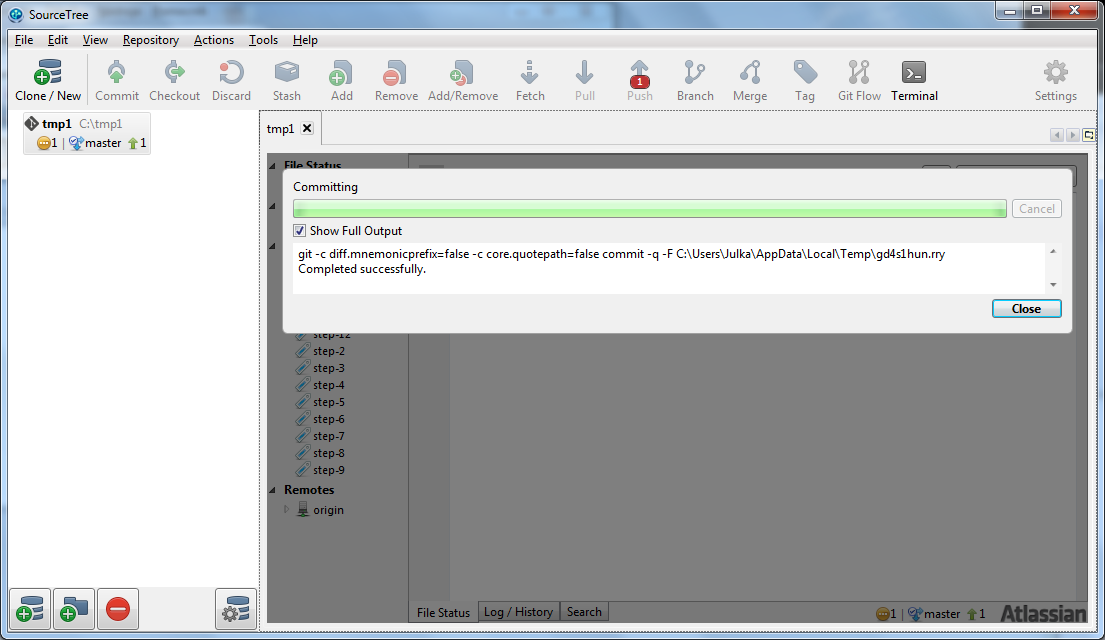 SourceTree
File Edit View Repository Actions Tools Help
1
Clone / New Commit Checkout Discard Stash Add Remove Add/Remove Fetch Pull Push Branch Merge Tag Git Flow Terminal Settings
tmp1 C:\tmp1
1 | master 1
tmp1
File Status
Committing
Cancel
Show Full Output
git -c diff.mnemonicprefix=false -c core.quotepath=false commit -q -F C:\Users\Julka\AppData\Local\Temp\gd4s1hun.rry
Completed successfully.
Close
step-12
step-2
step-3
step-4
step-5
step-6
step-7
step-8
step-9
Remotes
origin
File Status Log / History Search
1 | master 1 Atlassian